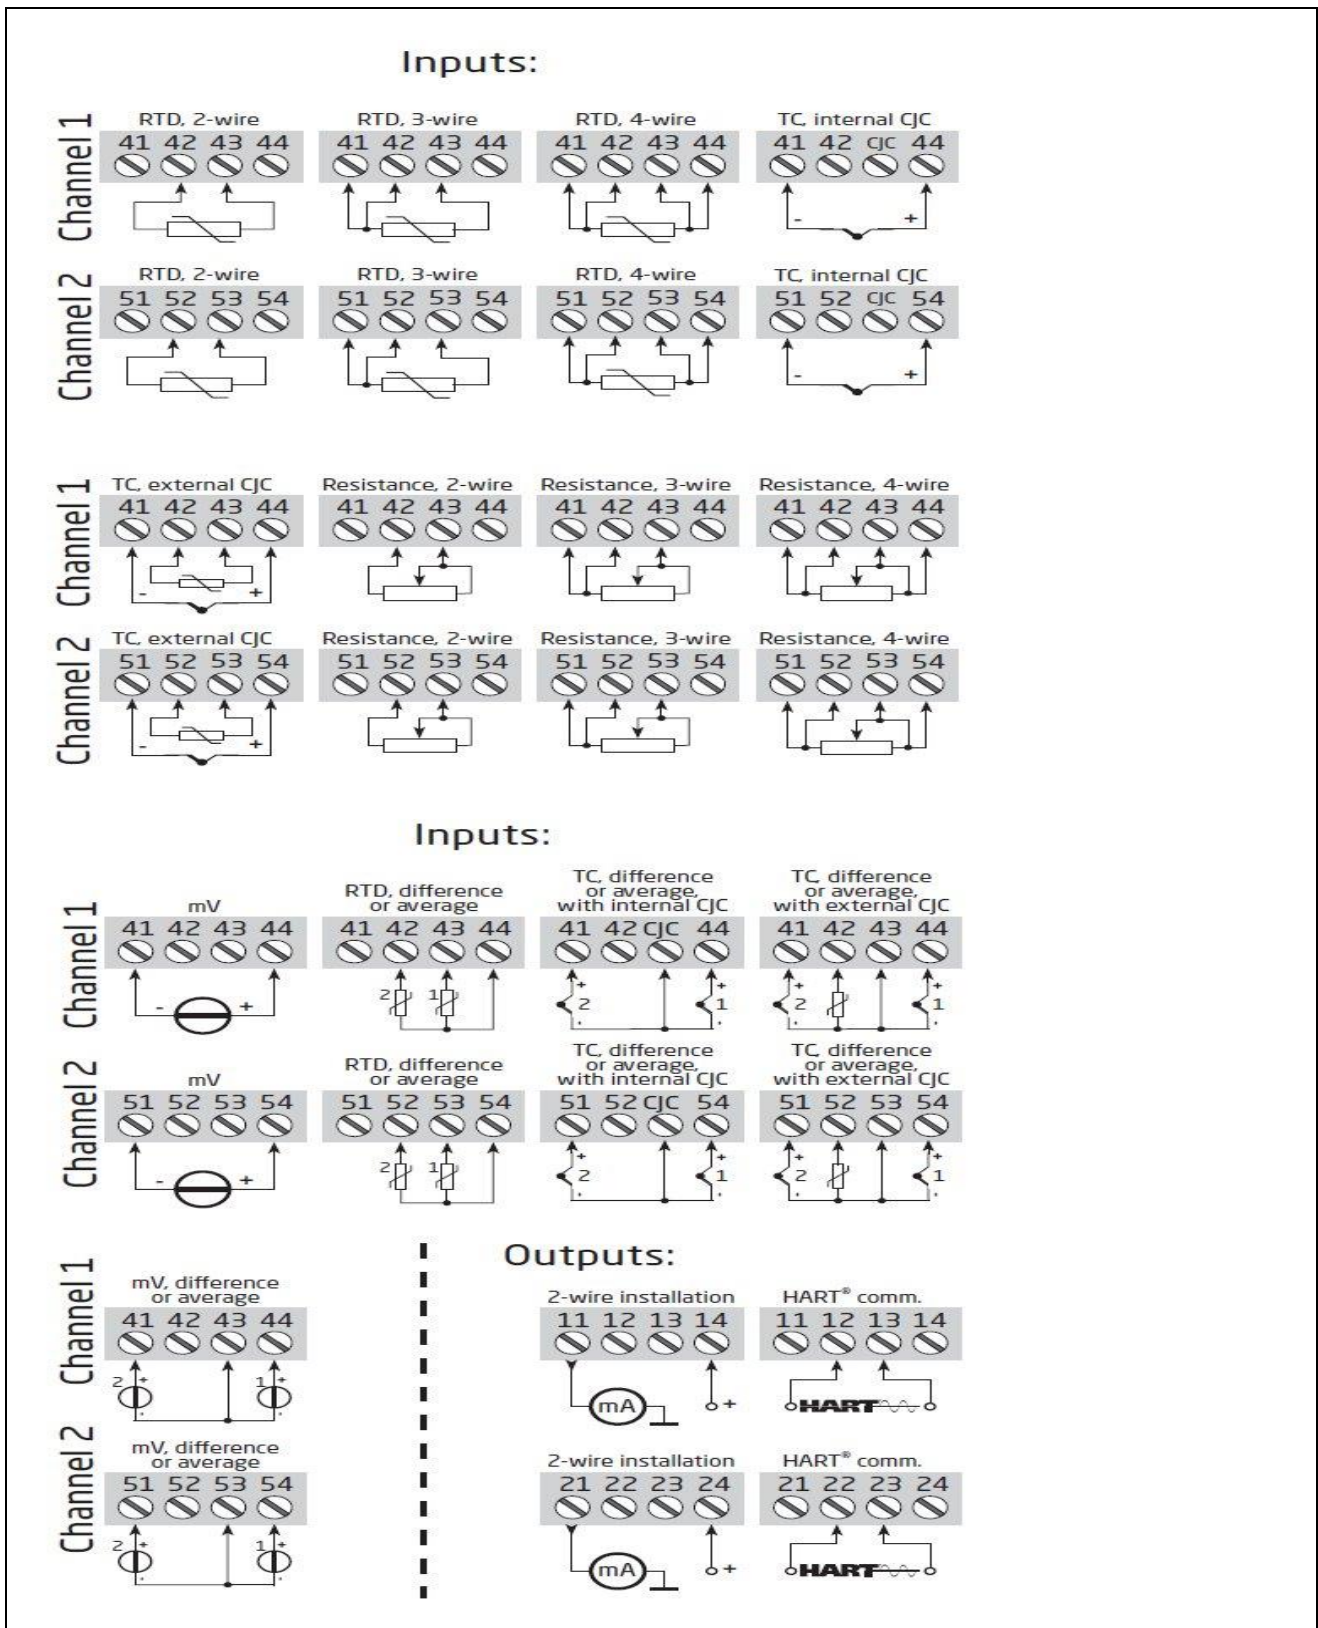 Inputs:
Channel 1
RTD, 2-wire
41 42 43 44
RTD, 3-wire
41 42 43 44
RTD, 4-wire
41 42 43 44
TC, internal CJC
41 42 CJC 44
- +
Channel 2
RTD, 2-wire
51 52 53 54
RTD, 3-wire
51 52 53 54
RTD, 4-wire
51 52 53 54
TC, internal CJC
51 52 CJC 54
- +
Channel 1
TC, external CJC
41 42 43 44
- +
Resistance, 2-wire
41 42 43 44
Resistance, 3-wire
41 42 43 44
Resistance, 4-wire
41 42 43 44
Channel 2
TC, external CJC
51 52 53 54
- +
Resistance, 2-wire
51 52 53 54
Resistance, 3-wire
51 52 53 54
Resistance, 4-wire
51 52 53 54
Inputs:
Channel 1
mV
41 42 43 44
- +
RTD, difference
or average
41 42 43 44
2 1
TC, difference
or average,
with internal CJC
41 42 CJC 44
+ +
2 1
- -
TC, difference
or average,
with external CJC
41 42 43 44
+ +
2 1
- -
Channel 2
mV
51 52 53 54
- +
RTD, difference
or average
51 52 53 54
2 1
TC, difference
or average,
with internal CJC
51 52 CJC 54
+ +
2 1
- -
TC, difference
or average,
with external CJC
51 52 53 54
+ +
2 1
- -
Channel 1
mV, difference
or average
41 42 43 44
2 + 1 +
- -
Channel 2
mV, difference
or average
51 52 53 54
2 + 1 +
- -
Outputs:
2-wire installation
11 12 13 14
mA +
HART® comm.
11 12 13 14
HART
2-wire installation
21 22 23 24
mA +
HART® comm.
21 22 23 24
HART